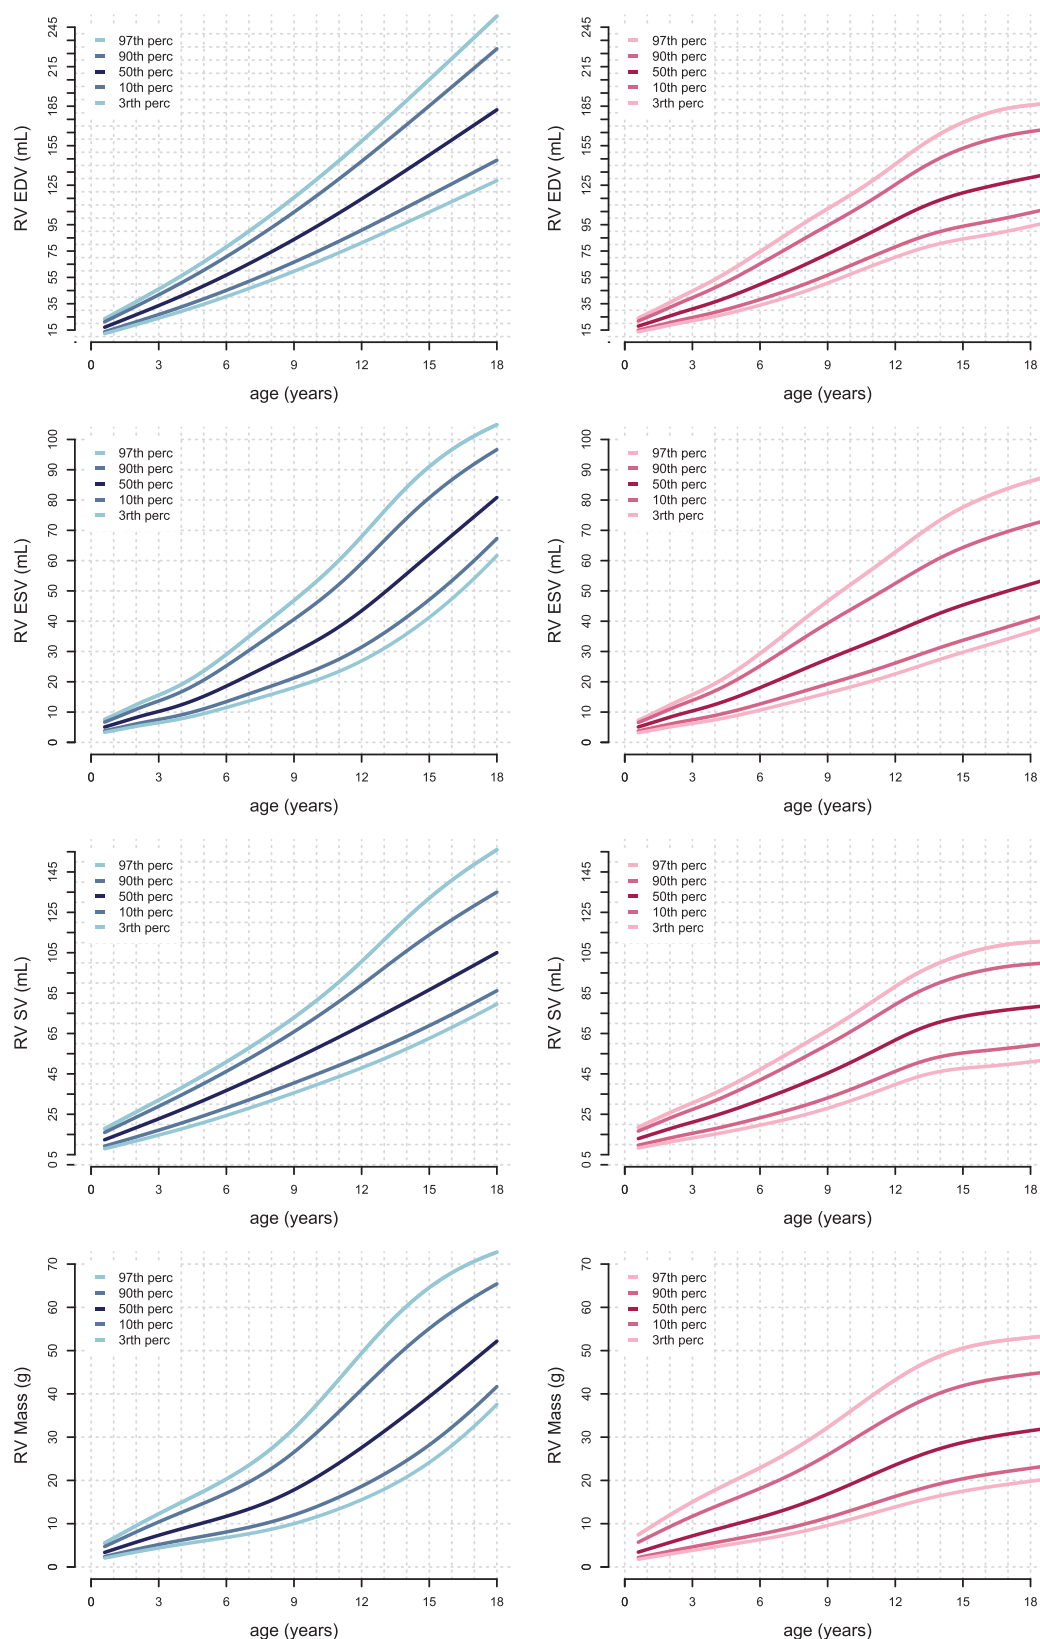 RV EDV (mL)
245
215
185
155
125
95
75
55
35
15
97th perc
90th perc
50th perc
10th perc
3rth perc
0 3 6 9 12 15 18
age (years)
RV EDV (mL)
245
215
185
155
125
95
75
55
35
15
97th perc
90th perc
50th perc
10th perc
3rth perc
0 3 6 9 12 15 18
age (years)
RV ESV (mL)
100
90
80
70
60
50
40
30
20
10
0
97th perc
90th perc
50th perc
10th perc
3rth perc
0 3 6 9 12 15 18
age (years)
RV ESV (mL)
100
90
80
70
60
50
40
30
20
10
0
97th perc
90th perc
50th perc
10th perc
3rth perc
0 3 6 9 12 15 18
age (years)
RV SV (mL)
145
125
105
85
65
45
25
5
0
97th perc
90th perc
50th perc
10th perc
3rth perc
0 3 6 9 12 15 18
age (years)
RV SV (mL)
145
125
105
85
65
45
25
5
0
97th perc
90th perc
50th perc
10th perc
3rth perc
0 3 6 9 12 15 18
age (years)
RV Mass (g)
70
60
50
40
30
20
10
0
97th perc
90th perc
50th perc
10th perc
3rth perc
0 3 6 9 12 15 18
age (years)
RV Mass (g)
70
60
50
40
30
20
10
0
97th perc
90th perc
50th perc
10th perc
3rth perc
0 3 6 9 12 15 18
age (years)